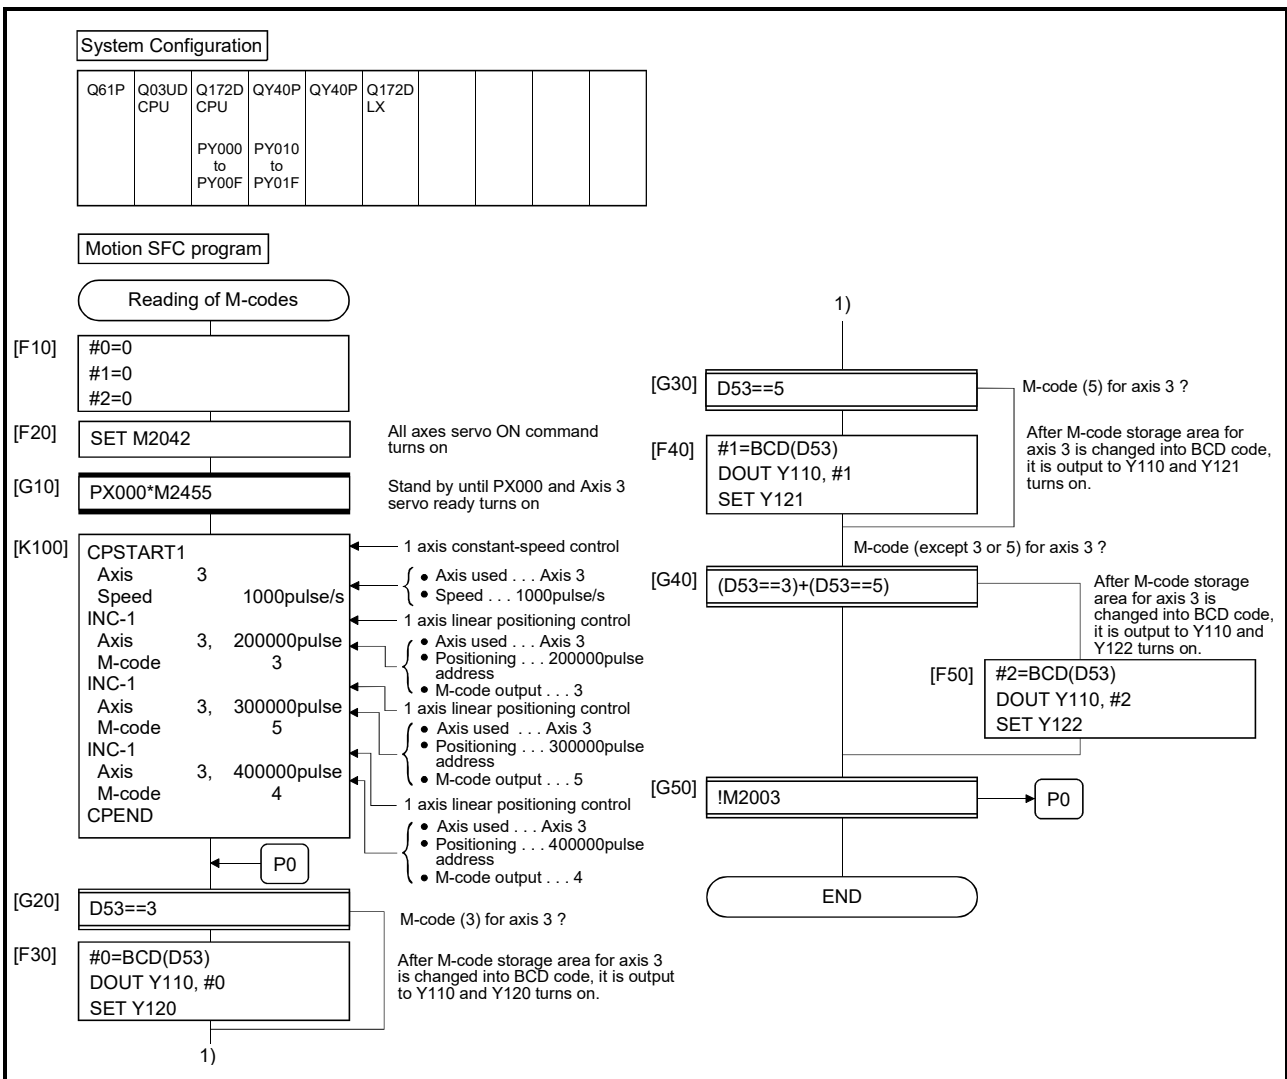 System Configuration
Q61P Q03UD CPU Q172D CPU QY40P QY40P Q172D LX
PY000 to PY00F PY010 to PY01F
Motion SFC program
Reading of M-codes
[F10]
#0=0
#1=0
#2=0
[F20]
SET M2042
All axes servo ON command
turns on
[G10]
PX000*M2455
Stand by until PX000 and Axis 3
servo ready turns on
[K100]
CPSTART1
Axis 3
Speed 1000pulse/s
INC-1
Axis 3, 200000pulse
M-code 3
INC-1
Axis 3, 300000pulse
M-code 5
INC-1
Axis 3, 400000pulse
M-code 4
CPEND
1 axis constant-speed control
• Axis used . . . Axis 3
• Speed . . . 1000pulse/s
1 axis linear positioning control
• Axis used . . . Axis 3
• Positioning . . . 200000pulse
address
• M-code output . . . 3
1 axis linear positioning control
• Axis used . . . Axis 3
• Positioning . . . 300000pulse
address
• M-code output . . . 5
1 axis linear positioning control
• Axis used . . . Axis 3
• Positioning . . . 400000pulse
address
• M-code output . . . 4
P0
[G20]
D53==3
M-code (3) for axis 3 ?
[F30]
#0=BCD(D53)
DOUT Y110, #0
SET Y120
After M-code storage area for axis 3
is changed into BCD code, it is output
to Y110 and Y120 turns on.
1)
1)
[G30]
D53==5
M-code (5) for axis 3 ?
[F40]
#1=BCD(D53)
DOUT Y110, #1
SET Y121
After M-code storage area for
axis 3 is changed into BCD code,
it is output to Y110 and Y121
turns on.
M-code (except 3 or 5) for axis 3 ?
[G40]
(D53==3)+(D53==5)
After M-code storage
area for axis 3 is
changed into BCD code,
it is output to Y110 and
Y122 turns on.
[F50]
#2=BCD(D53)
DOUT Y110, #2
SET Y122
[G50]
!M2003
P0
END